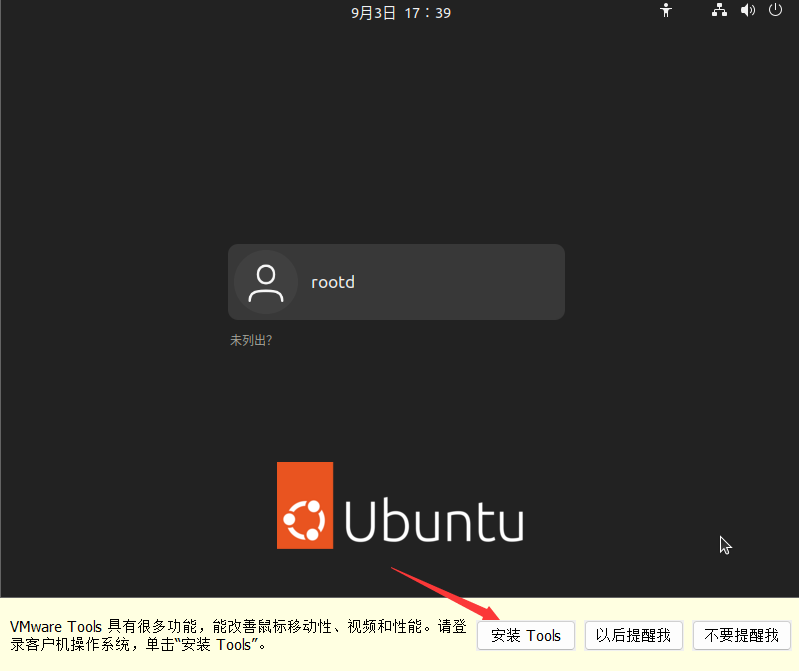 9月3日 17：39
rootd
未列出?
Ubuntu
VMware Tools 具有很多功能，能改善鼠标移动性、视频和性能。请登
录客户机操作系统，单击“安装 Tools”。
安装 Tools
以后提醒我
不要提醒我